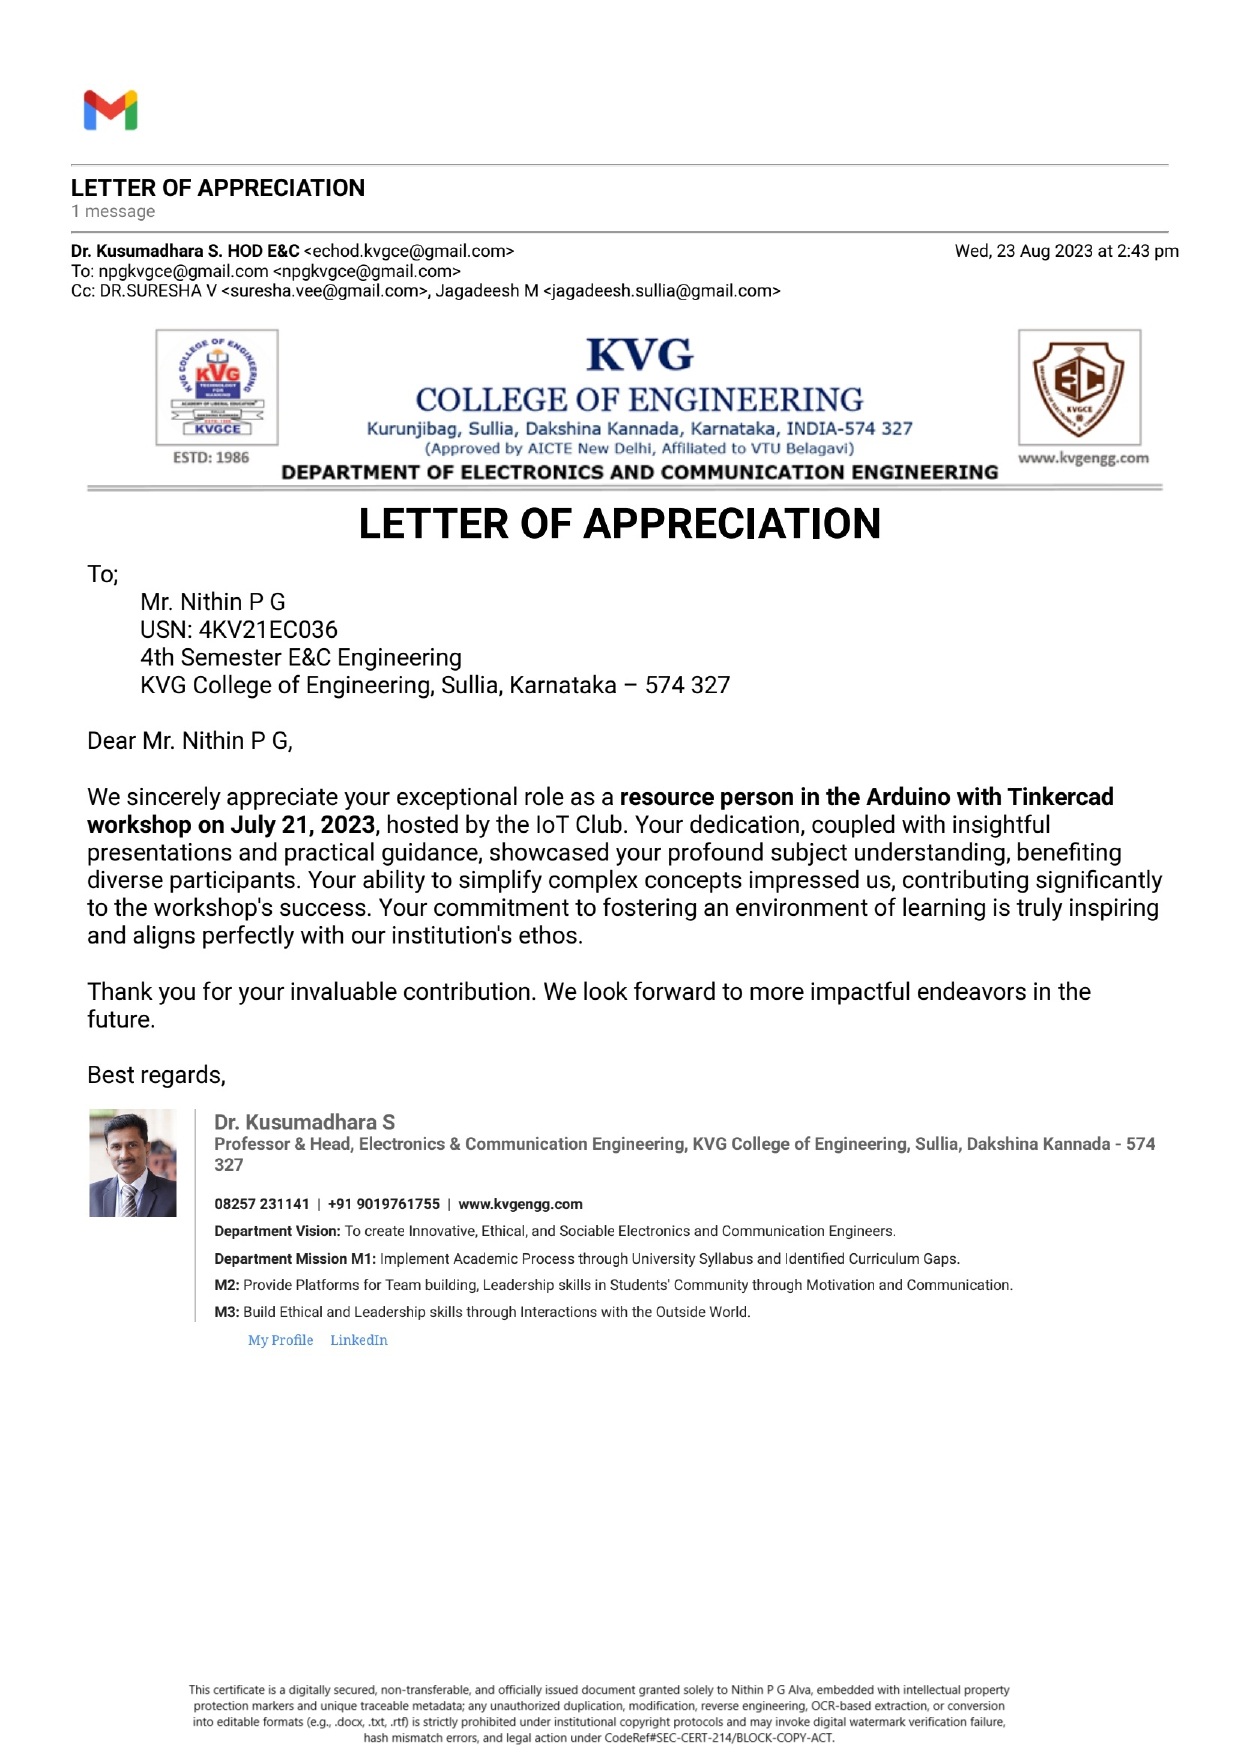 LETTER OF APPRECIATION
1 message
Dr. Kusumadhara S. HOD E&C <echod.kvgce@gmail.com> Wed, 23 Aug 2023 at 2:43 pm
To: npgkvgce@gmail.com <npgkvgce@gmail.com>
Cc: DR.SURESHA V <suresha.vee@gmail.com>, Jagadeesh M <jagadeesh.sullia@gmail.com>
KVG COLLEGE OF ENGINEERING
KVG
TECHNOLOGY FOR MANKIND
ACADEMY OF LIBERAL EDUCATION
KVGCE
ESTD: 1986
KVG
COLLEGE OF ENGINEERING
Kurunjibag, Sullia, Dakshina Kannada, Karnataka, INDIA-574 327
(Approved by AICTE New Delhi, Affiliated to VTU Belagavi)
DEPARTMENT OF ELECTRONICS AND COMMUNICATION ENGINEERING
EC
KVGCE
www.kvgengg.com
LETTER OF APPRECIATION
To;
Mr. Nithin P G
USN: 4KV21EC036
4th Semester E&C Engineering
KVG College of Engineering, Sullia, Karnataka – 574 327
Dear Mr. Nithin P G,
We sincerely appreciate your exceptional role as a resource person in the Arduino with Tinkercad
workshop on July 21, 2023, hosted by the IoT Club. Your dedication, coupled with insightful
presentations and practical guidance, showcased your profound subject understanding, benefiting
diverse participants. Your ability to simplify complex concepts impressed us, contributing significantly
to the workshop's success. Your commitment to fostering an environment of learning is truly inspiring
and aligns perfectly with our institution's ethos.
Thank you for your invaluable contribution. We look forward to more impactful endeavors in the
future.
Best regards,
Dr. Kusumadhara S
Professor & Head, Electronics & Communication Engineering, KVG College of Engineering, Sullia, Dakshina Kannada - 574
327
08257 231141 | +91 9019761755 | www.kvgengg.com
Department Vision: To create Innovative, Ethical, and Sociable Electronics and Communication Engineers.
Department Mission M1: Implement Academic Process through University Syllabus and Identified Curriculum Gaps.
M2: Provide Platforms for Team building, Leadership skills in Students' Community through Motivation and Communication.
M3: Build Ethical and Leadership skills through Interactions with the Outside World.
My Profile LinkedIn
This certificate is a digitally secured, non-transferable, and officially issued document granted solely to Nithin P G Alva, embedded with intellectual property
protection markers and unique traceable metadata; any unauthorized duplication, modification, reverse engineering, OCR-based extraction, or conversion
into editable formats (e.g., .docx, .txt, .rtf) is strictly prohibited under institutional copyright protocols and may invoke digital watermark verification failure,
hash mismatch errors, and legal action under CodeRef#SEC-CERT-214/BLOCK-COPY-ACT.